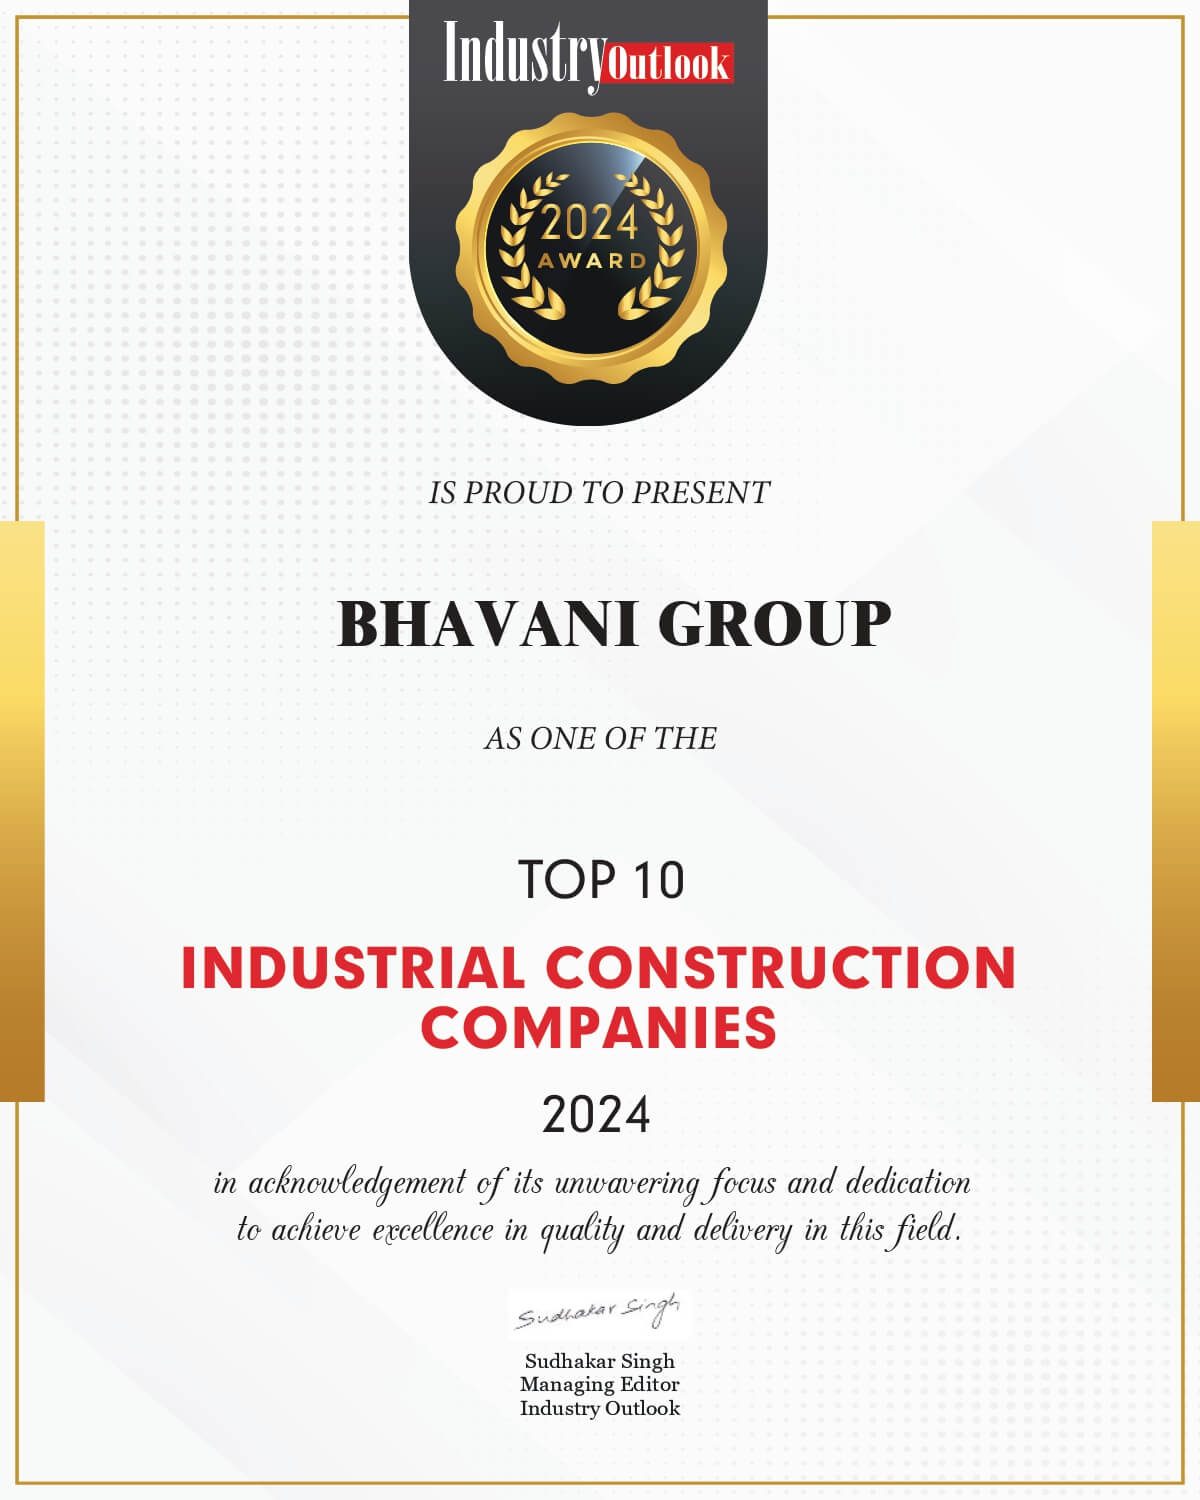 Industry Outlook
2024
AWARD
IS PROUD TO PRESENT
BHAVANI GROUP
AS ONE OF THE
TOP 10
INDUSTRIAL CONSTRUCTION
COMPANIES
2024
in acknowledgement of its unwavering focus and dedication
to achieve excellence in quality and delivery in this field.
Sudhakar Singh
Sudhakar Singh
Managing Editor
Industry Outlook